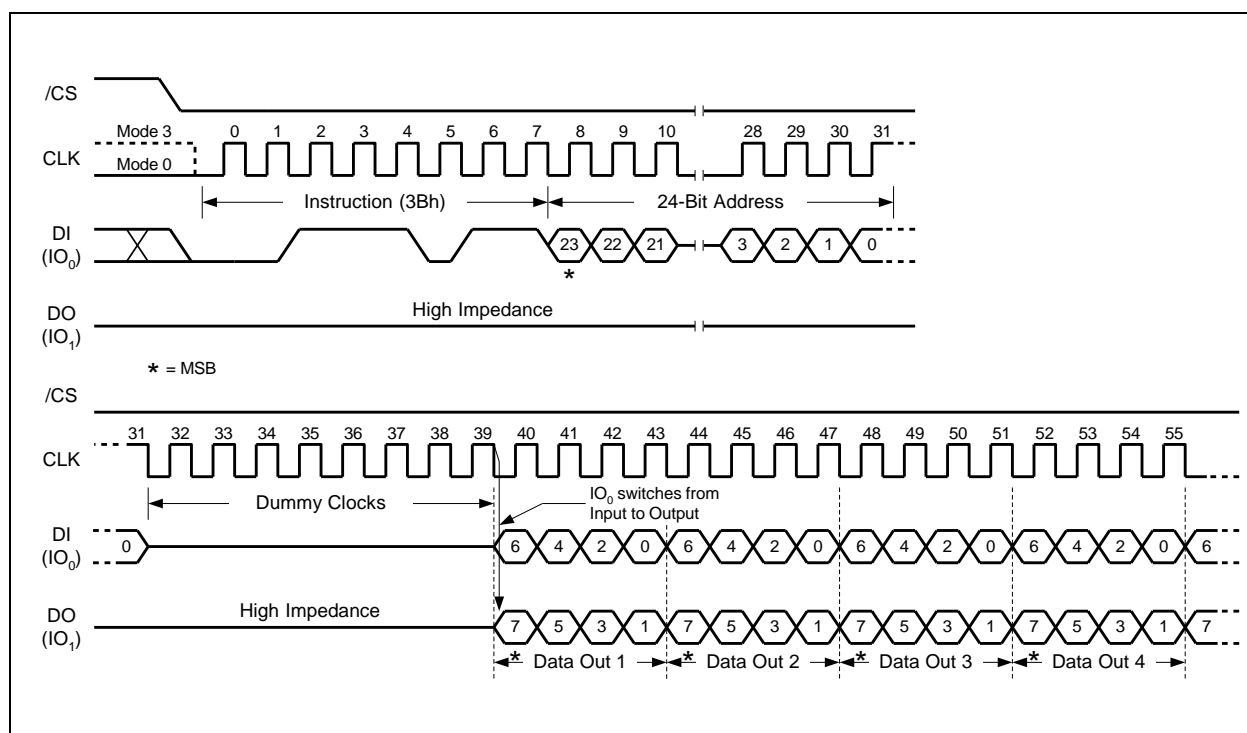 /CS
Mode 3
0 1 2 3 4 5 6 7 8 9 10 28 29 30 31
CLK
Mode 0
Instruction (3Bh) 24-Bit Address
DI
(IO0)
23 22 21 3 2 1 0
*
High Impedance
DO
(IO1)
* = MSB
/CS
31 32 33 34 35 36 37 38 39 40 41 42 43 44 45 46 47 48 49 50 51 52 53 54 55
CLK
Dummy Clocks
IO0 switches from
Input to Output
DI
(IO0)
0 6 4 2 0 6 4 2 0 6 4 2 0 6 4 2 0 6
High Impedance
DO
(IO1)
7 5 3 1 7 5 3 1 7 5 3 1 7 5 3 1 7
* Data Out 1 * Data Out 2 * Data Out 3 * Data Out 4